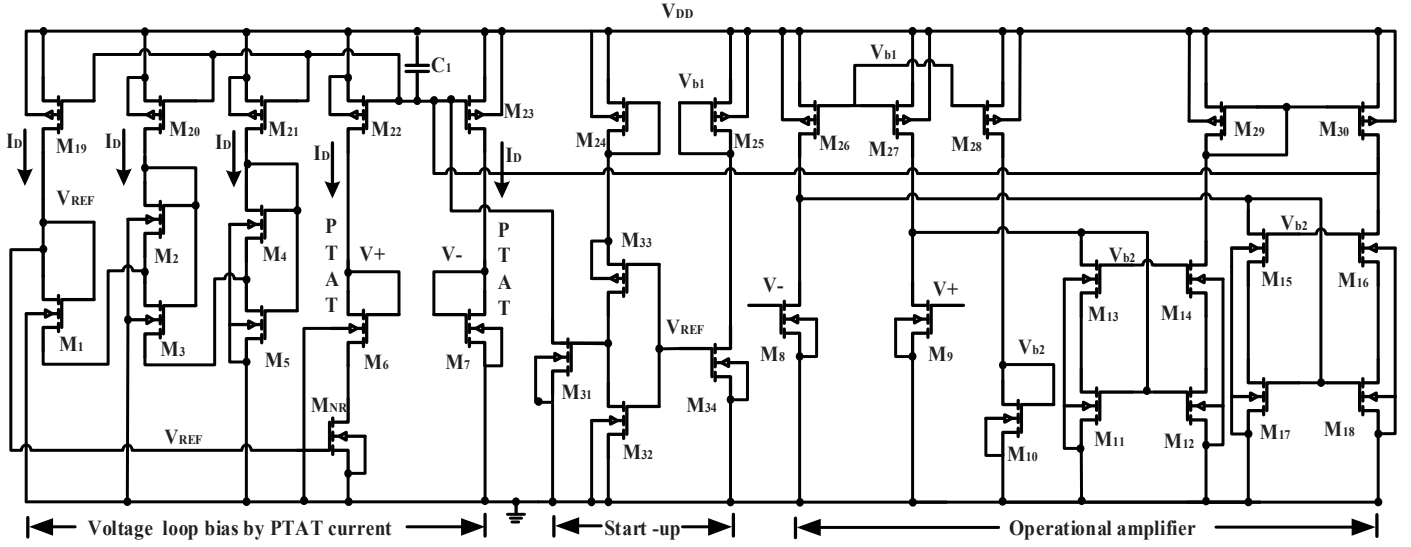 VDD
C1
Vb1
Vb1
M19
M20
M21
M22
M23
M24
M25
M26
M27
M28
M29
M30
ID
ID
ID
ID
ID
VREF
PTAT
PTAT
V+
V-
M2
M4
M33
Vb2
Vb2
M15
M16
M1
M3
M5
M6
M7
M31
VREF
M34
V-
V+
M8
M9
M13
M14
Vb2
MNR
VREF
M32
M10
M11
M12
M17
M18
Voltage loop bias by PTAT current
Start -up
Operational amplifier